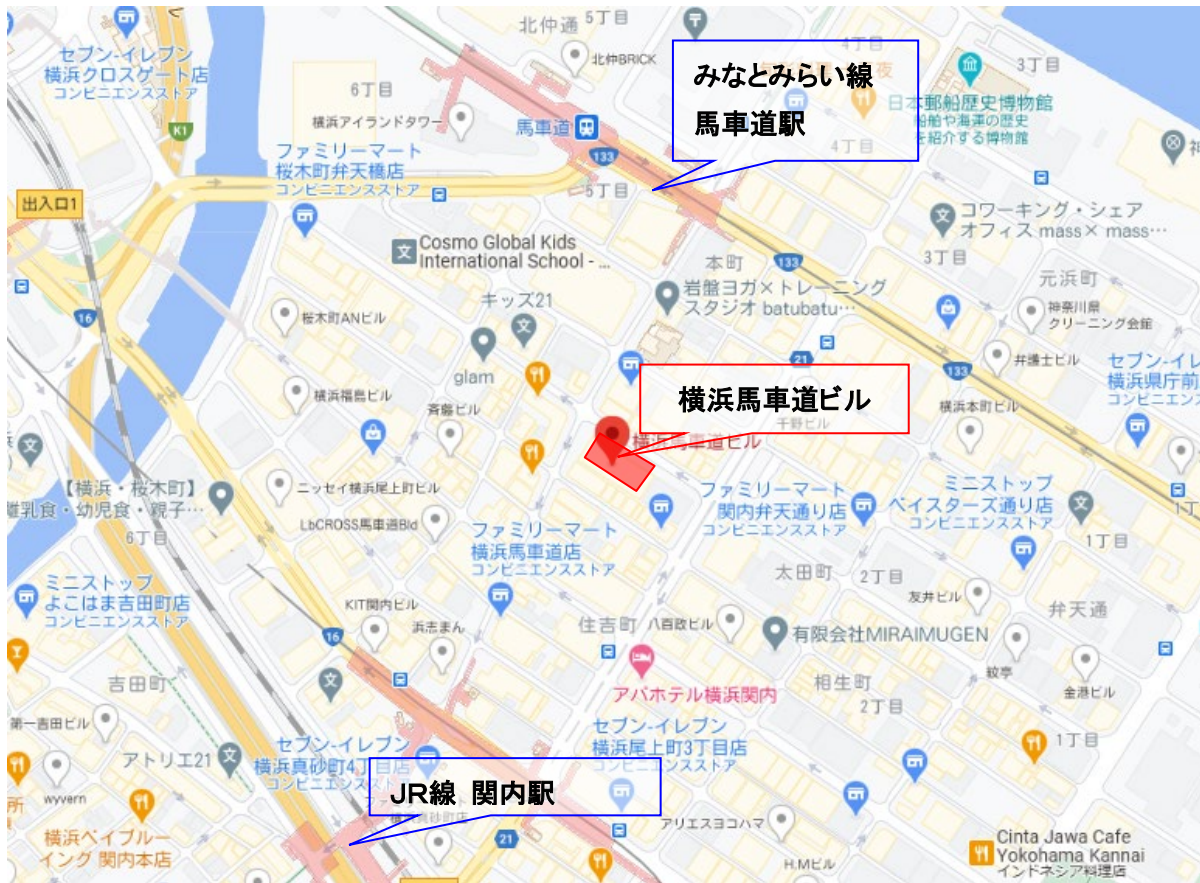 北仲通
5丁目
セブン-イレブン
横浜クロスゲート店
コンビニエンスストア
北仲BRICK
4丁目
3丁目
みなとみらい線
馬車道駅
6丁目
横浜アイランドタワー
馬車道
日本郵船歴史博物館
船舶や海運の歴史
を紹介する博物館
K1
133
ファミリーマート
桜木町弁天橋店
コンビニエンスストア
4丁目
5丁目
出入口1
コワーキング・シェア
オフィス mass× mass…
Cosmo Global Kids
International School - ...
本町
133
3丁目
元浜町
岩盤ヨガ×トレーニング
スタジオ batubatu…
キッズ21
神奈川県
クリーニング会館
桜木町ANビル
16
21
弁護士ビル
セブン-イレ
横浜県庁前
コンビニエンス
133
glam
横浜福島ビル
斉藤ビル
横浜馬車道ビル
横浜本町ビル
千野ビル
横浜馬車道ビル
【横浜・桜木町】
離乳食・幼児食・親子…
ニッセイ横浜尾上町ビル
ファミリーマート
関内弁天通り店
コンビニエンスストア
ミニストップ
ベイスターズ通り店
コンビニエンスストア
1丁
LbCROSS馬車道Bld
6丁目
ファミリーマート
横浜馬車道店
コンビニエンスストア
1丁目
太田町
2丁目
ミニストップ
よこはま吉田町店
コンビニエンスストア
友井ビル
弁天通
KIT関内ビル
16
浜志まん
住吉町
八百政ビル
有限会社MIRAIMUGEN
吉田町
アパホテル横浜関内
相生町
2丁目
蛟亭
金港ビル
第一吉田ビル
アトリエ21
セブン-イレブン
横浜真砂町4丁目店
コンビニエンスストア
セブン-イレブン
横浜尾上町3丁目店
コンビニエンスストア
1丁目
JR線 関内駅
wyvern
所
横浜ベイブルー
イング 関内本店
21
アリエスヨコハマ
Cinta Jawa Cafe
Yokohama Kannai
インドネシア料理店
H.Mビル